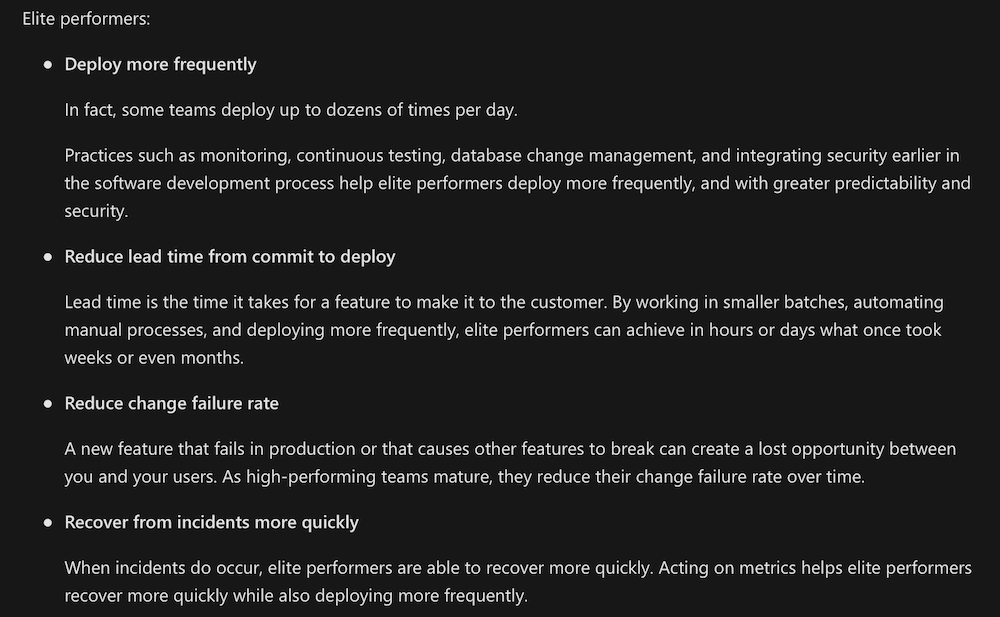 Elite performers:
• Deploy more frequently
In fact, some teams deploy up to dozens of times per day.
Practices such as monitoring, continuous testing, database change management, and integrating security earlier in
the software development process help elite performers deploy more frequently, and with greater predictability and
security.
• Reduce lead time from commit to deploy
Lead time is the time it takes for a feature to make it to the customer. By working in smaller batches, automating
manual processes, and deploying more frequently, elite performers can achieve in hours or days what once took
weeks or even months.
• Reduce change failure rate
A new feature that fails in production or that causes other features to break can create a lost opportunity between
you and your users. As high-performing teams mature, they reduce their change failure rate over time.
• Recover from incidents more quickly
When incidents do occur, elite performers are able to recover more quickly. Acting on metrics helps elite performers
recover more quickly while also deploying more frequently.